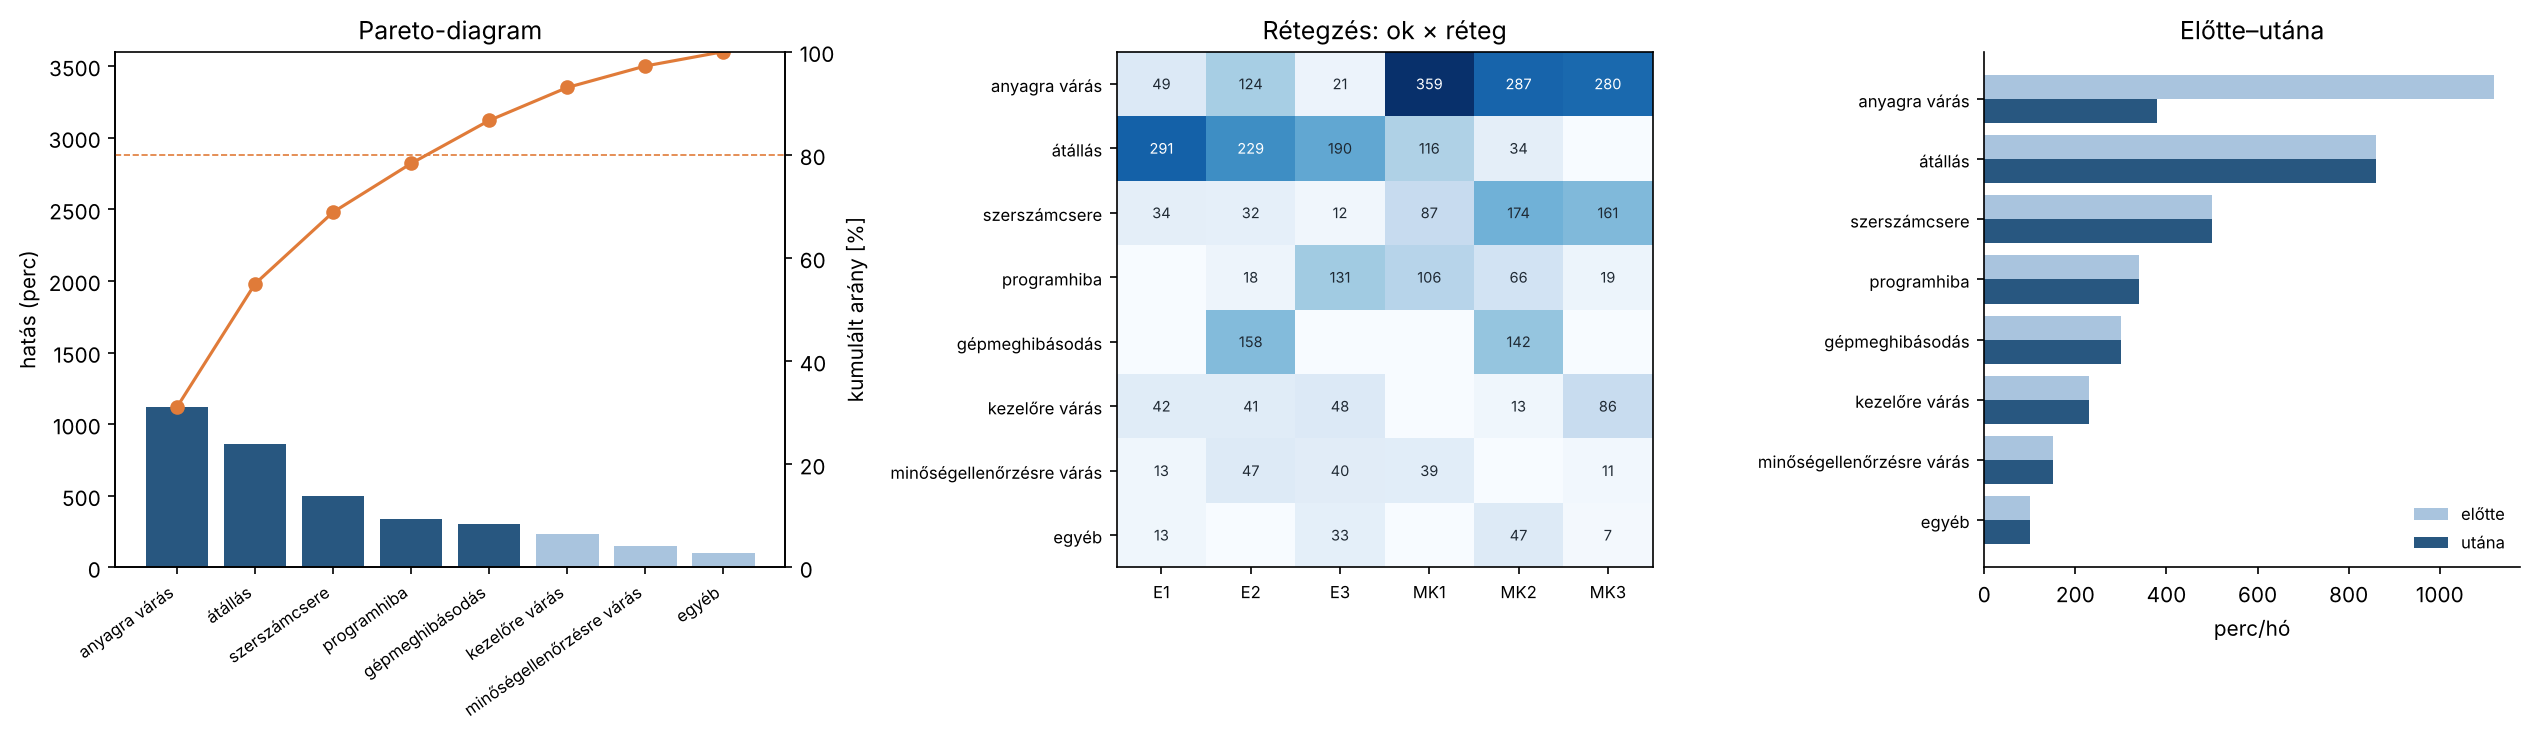 Pareto-diagram
3500
3000
2500
2000
1500
1000
500
0
hatás (perc)
100
80
60
40
20
0
kumulált arány [%]
anyagra várás
átállás
szerszámcsere
programhiba
gépmeghibásodás
kezelőre várás
minőségellenőrzésre várás
egyéb
Rétegzés: ok × réteg
anyagra várás 49 124 21 359 287 280
átállás 291 229 190 116 34
szerszámcsere 34 32 12 87 174 161
programhiba 18 131 106 66 19
gépmeghibásodás 158 142
kezelőre várás 42 41 48 13 86
minőségellenőrzésre várás 13 47 40 39 11
egyéb 13 33 47 7
E1 E2 E3 MK1 MK2 MK3
Előtte–utána
anyagra várás
átállás
szerszámcsere
programhiba
gépmeghibásodás
kezelőre várás
minőségellenőrzésre várás
egyéb
előtte
utána
0 200 400 600 800 1000
perc/hó